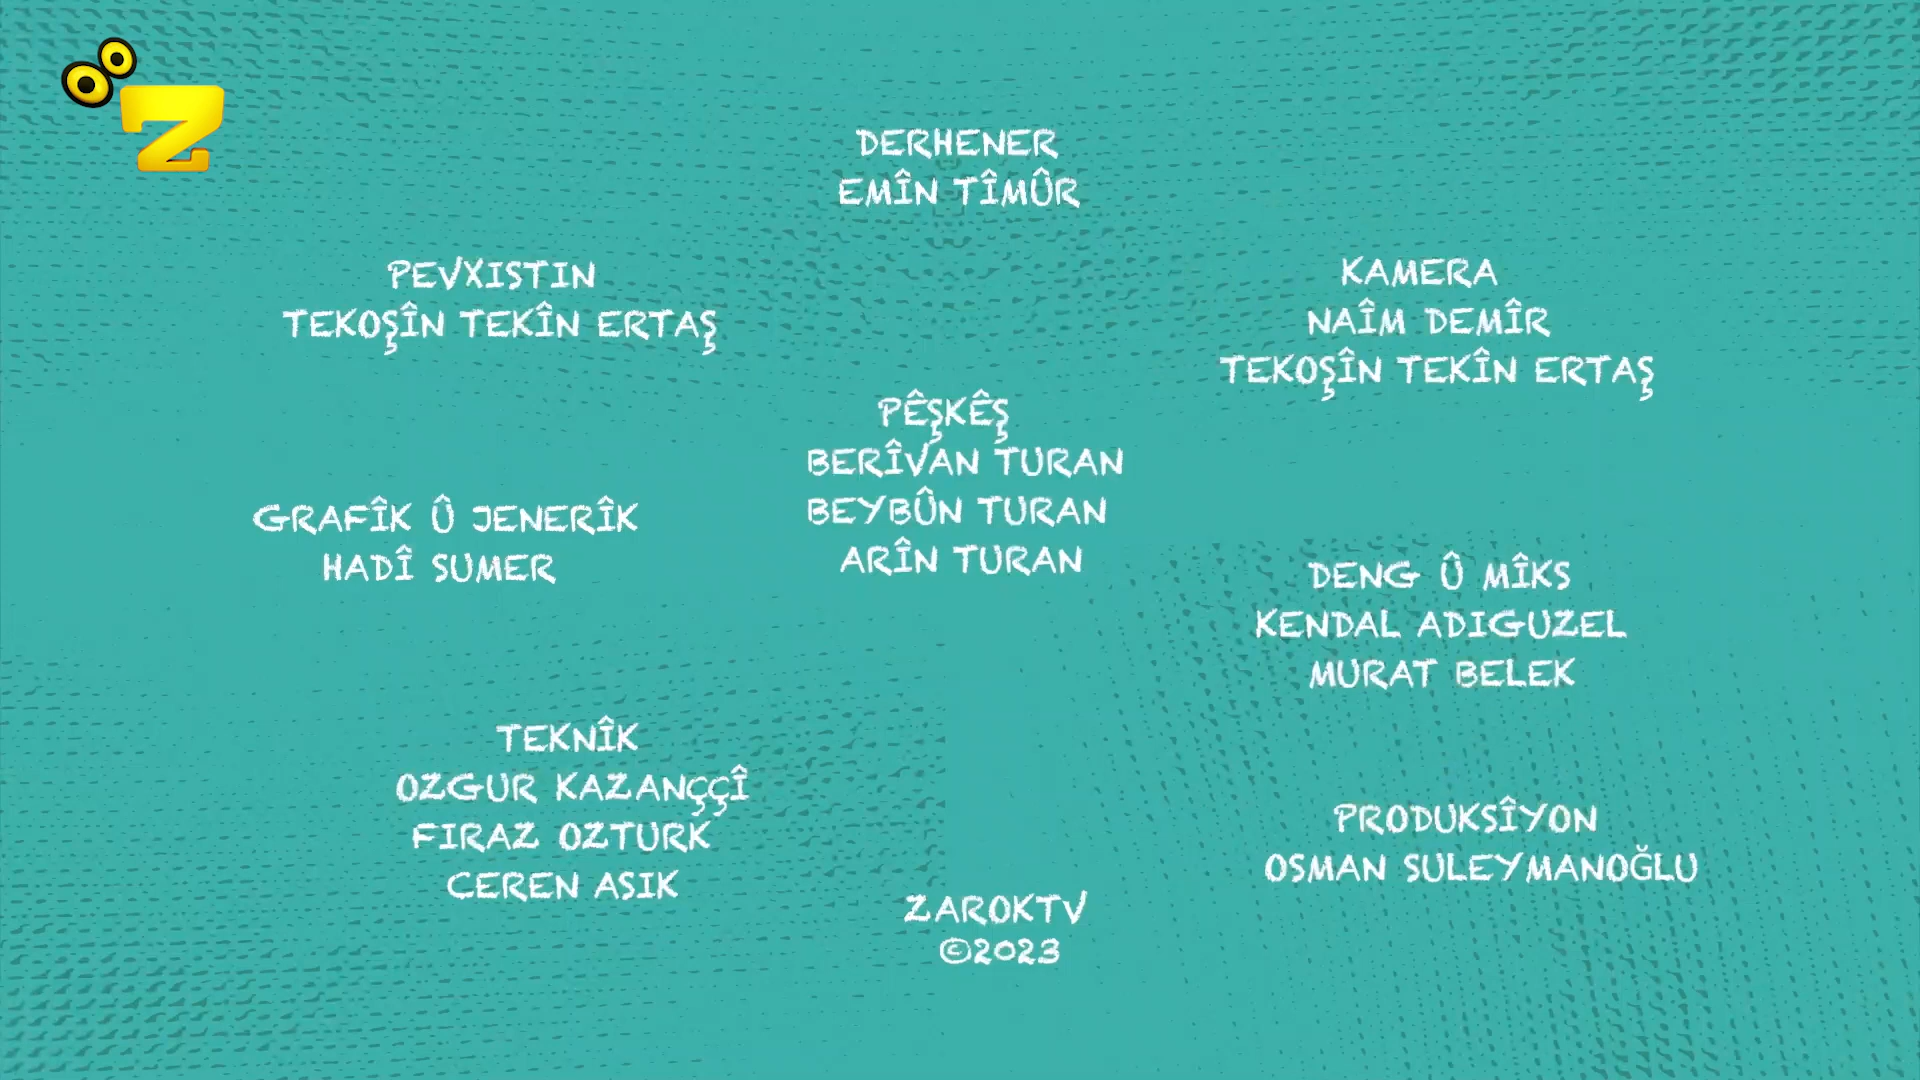 Z
DERHENER
EMÎN TÎMÛR
PEVXISTIN
TEKOŞÎN TEKÎN ERTAŞ
KAMERA
NAÎM DEMÎR
TEKOŞÎN TEKÎN ERTAŞ
PÊŞKÊŞ
BERÎVAN TURAN
BEYBÛN TURAN
ARÎN TURAN
GRAFÎK Û JENERÎK
HADÎ SUMER
DENG Û MÎKS
KENDAL ADIGUZEL
MURAT BELEK
TEKNÎK
OZGUR KAZANÇÇÎ
FIRAZ OZTURK
CEREN ASIK
PRODUKSÎYON
OSMAN SULEYMANOĞLU
ZAROKTV
©2023